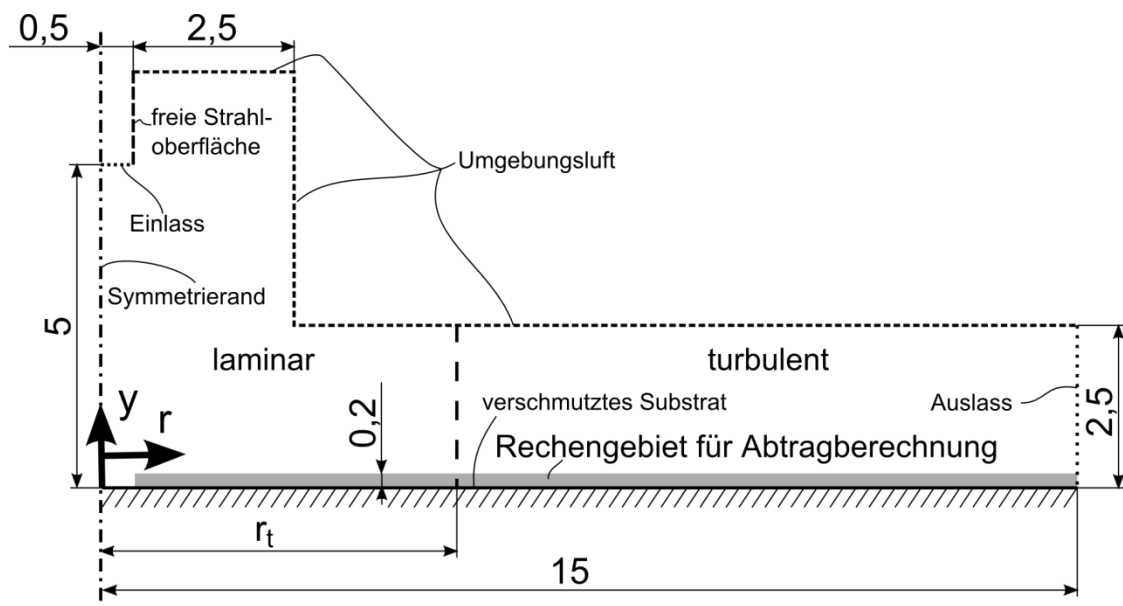 0,5
2,5
freie Strahl-
oberfläche
Umgebungsluft
Einlass
Symmetrierand
5
laminar
turbulent
y
r
0,2
verschmutztes Substrat
Auslass
2,5
Rechengebiet für Abtragberechnung
rt
15